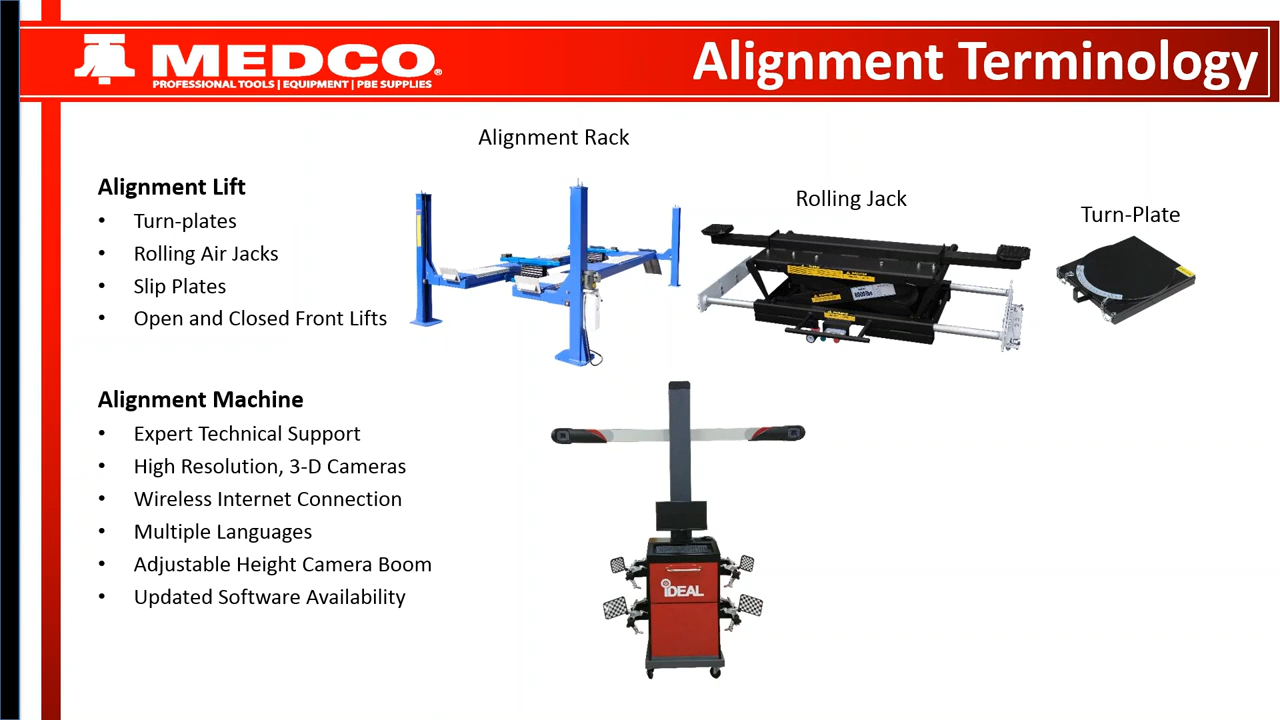 MEDCO®
PROFESSIONAL TOOLS | EQUIPMENT | PBE SUPPLIES
Alignment Terminology
Alignment Rack
Alignment Lift
• Turn-plates
• Rolling Air Jacks
• Slip Plates
• Open and Closed Front Lifts
Rolling Jack
Turn-Plate
Alignment Machine
• Expert Technical Support
• High Resolution, 3-D Cameras
• Wireless Internet Connection
• Multiple Languages
• Adjustable Height Camera Boom
• Updated Software Availability
iDEAL